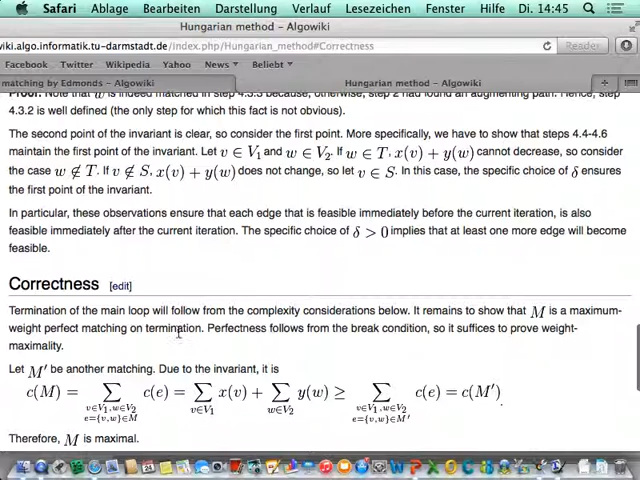 Safari Ablage Bearbeiten Darstellung Verlauf Lesezeichen Fenster Hilfe Di. 14:45
Hungarian method – Algowiki
wiki.algo.informatik.tu-darmstadt.de/index.php/Hungarian_method#Correctness Reader
Facebook Twitter Wikipedia Yahoo News ▾ Beliebt ▾
matching by Edmonds – Algowiki Hungarian method – Algowiki +
Proof: Note that w is indeed matched in step 4.3.3 because, otherwise, step 2 had found an augmenting path. Hence, step
4.3.2 is well defined (the only step for which this fact is not obvious).
The second point of the invariant is clear, so consider the first point. More specifically, we have to show that steps 4.4-4.6
maintain the first point of the invariant. Let v ∈ V₁ and w ∈ V₂. If w ∈ T, x(v) + y(w) cannot decrease, so consider
the case w ∉ T. If v ∉ S, x(v) + y(w) does not change, so let v ∈ S. In this case, the specific choice of δ ensures
the first point of the invariant.
In particular, these observations ensure that each edge that is feasible immediately before the current iteration, is also
feasible immediately after the current iteration. The specific choice of δ > 0 implies that at least one more edge will become
feasible.
Correctness [edit]
Termination of the main loop will follow from the complexity considerations below. It remains to show that M is a maximum-
weight perfect matching on termination. Perfectness follows from the break condition, so it suffices to prove weight-
maximality.
Let M′ be another matching. Due to the invariant, it is
c(M) = ∑ c(e) = ∑ x(v) + ∑ y(w) ≥ ∑ c(e) = c(M′)
v∈V₁,w∈V₂ v∈V₁ w∈V₂ v∈V₁,w∈V₂
e={v,w}∈M e={v,w}∈M′ .
Therefore, M is maximal.